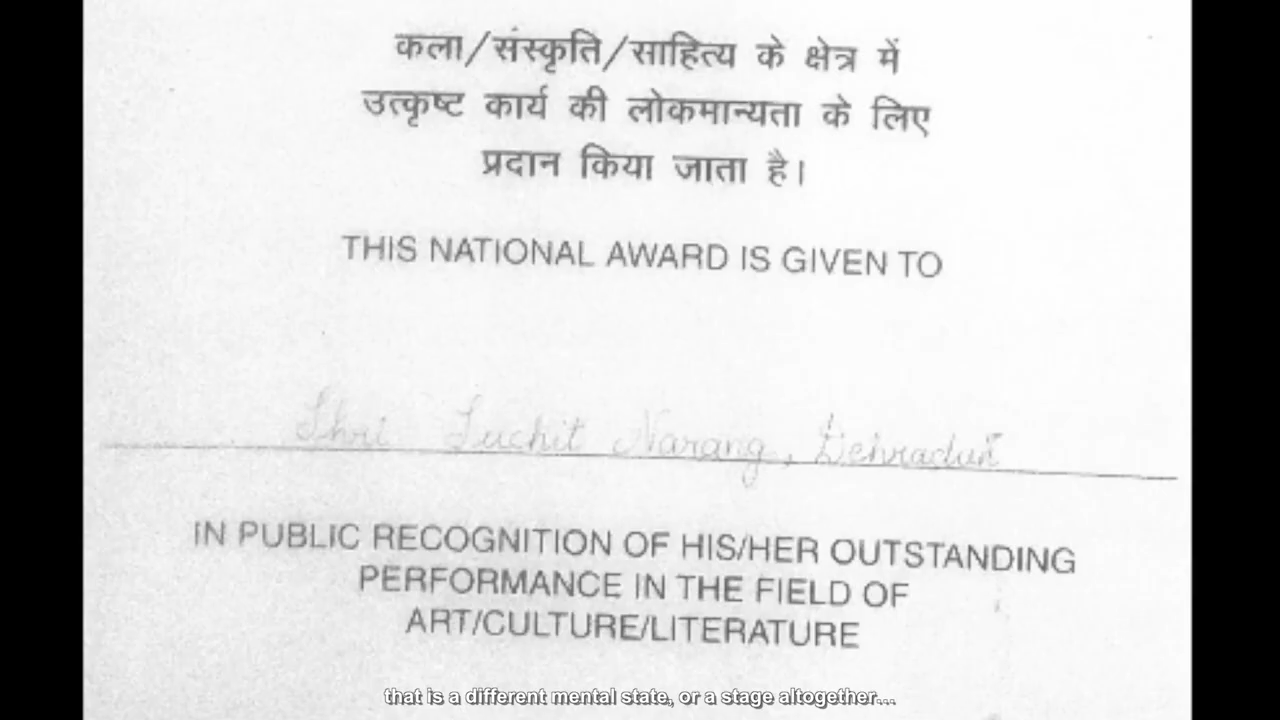 कला/संस्कृति/साहित्य के क्षेत्र में
उत्कृष्ट कार्य की लोकमान्यता के लिए
प्रदान किया जाता है।
THIS NATIONAL AWARD IS GIVEN TO
Shri Suchit Narang, Dehradun
IN PUBLIC RECOGNITION OF HIS/HER OUTSTANDING
PERFORMANCE IN THE FIELD OF
ART/CULTURE/LITERATURE
that is a different mental state, or a stage altogether...